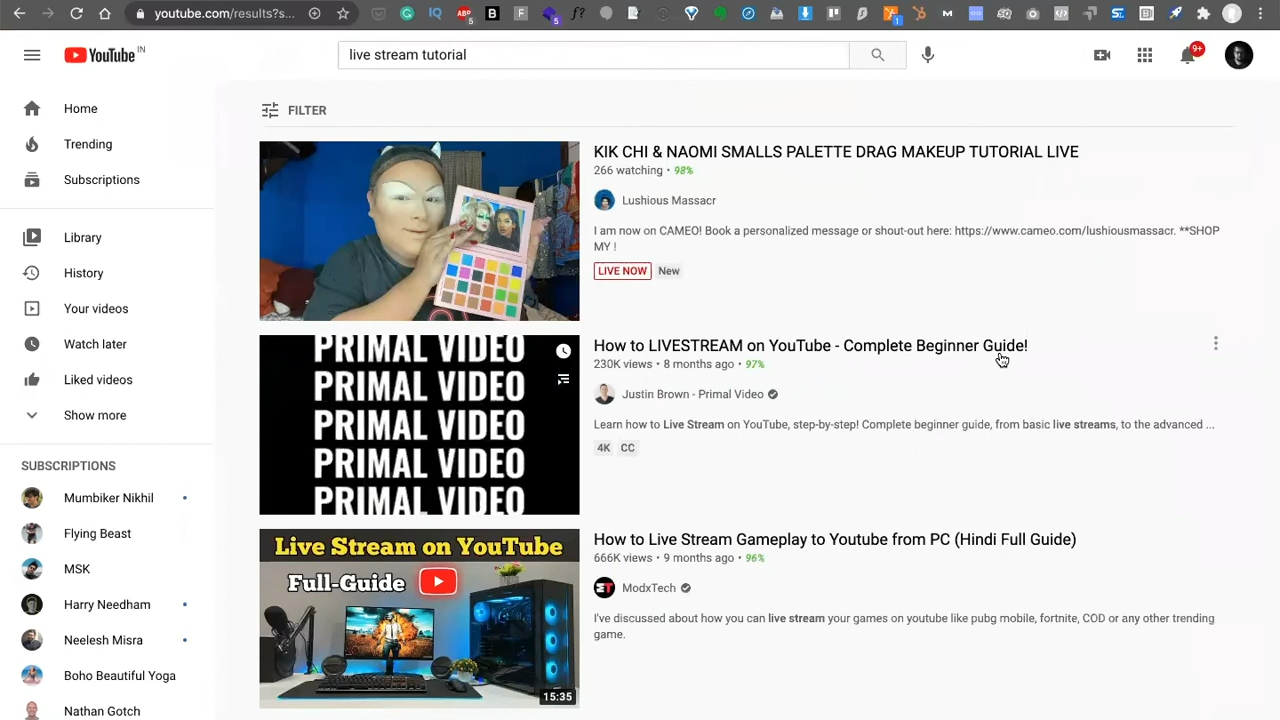 youtube.com/results?s...
YouTube IN
live stream tutorial
9+
Home
Trending
Subscriptions
Library
History
Your videos
Watch later
Liked videos
Show more
SUBSCRIPTIONS
Mumbiker Nikhil
Flying Beast
MSK
Harry Needham
Neelesh Misra
Boho Beautiful Yoga
Nathan Gotch
FILTER
KIK CHI & NAOMI SMALLS PALETTE DRAG MAKEUP TUTORIAL LIVE
266 watching • 98%
Lushious Massacr
I am now on CAMEO! Book a personalized message or shout-out here: https://www.cameo.com/lushiousmassacr. **SHOP
MY !
LIVE NOW New
PRIMAL VIDEO
PRIMAL VIDEO
PRIMAL VIDEO
PRIMAL VIDEO
PRIMAL VIDEO
How to LIVESTREAM on YouTube - Complete Beginner Guide!
230K views • 8 months ago • 97%
Justin Brown - Primal Video
Learn how to Live Stream on YouTube, step-by-step! Complete beginner guide, from basic live streams, to the advanced ...
4K CC
Live Stream on YouTube
Full-Guide
15:35
How to Live Stream Gameplay to Youtube from PC (Hindi Full Guide)
666K views • 9 months ago • 96%
ModxTech
I've discussed about how you can live stream your games on youtube like pubg mobile, fortnite, COD or any other trending
game.